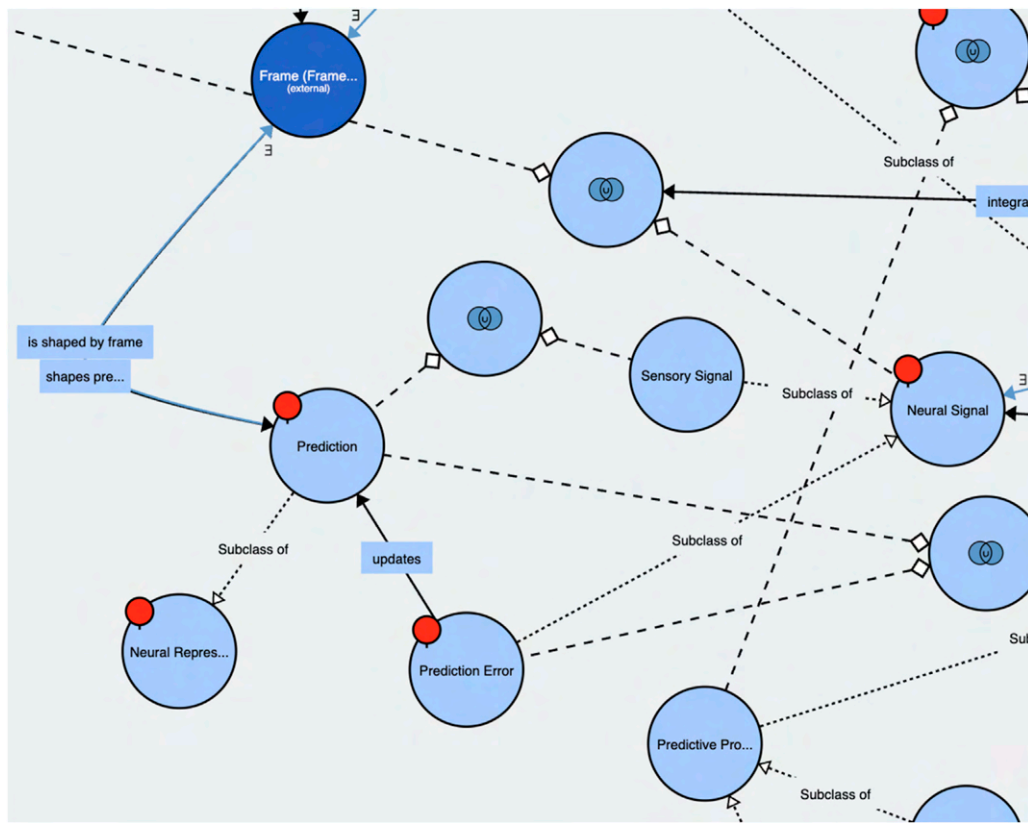 E
Frame (Frame...
(external)
E
U
U
Subclass of
integra
is shaped by frame
shapes pre...
U
Sensory Signal
Subclass of
E
Neural Signal
Prediction
Subclass of
updates
Subclass of
U
Neural Repres...
Prediction Error
Sub
Predictive Pro...
Subclass of